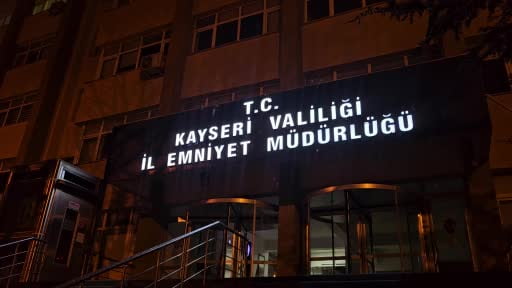 T.C.
KAYSERİ VALİLİĞİ
İL EMNİYET MÜDÜRLÜĞÜ